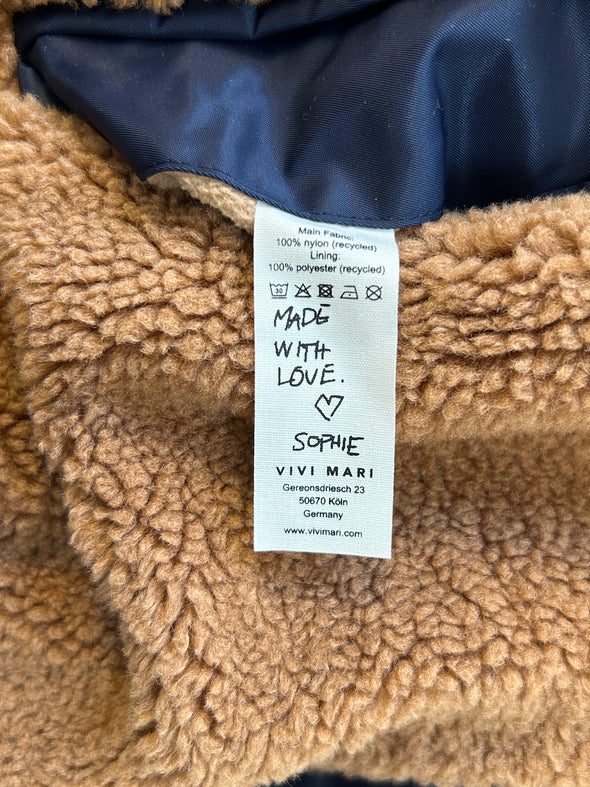 Main Fabric:
100% nylon (recycled)
Lining:
100% polyester (recycled)
30
MADE
WITH
LOVE.
SOPHIE
VIVI MARI
Gereonsdriesch 23
50670 Köln
Germany
www.vivimari.com